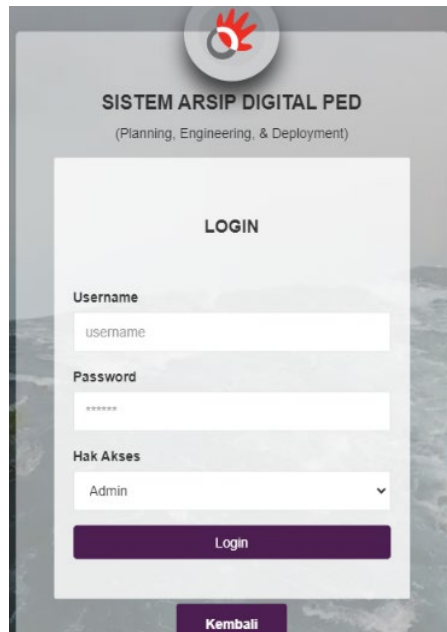 SISTEM ARSIP DIGITAL PED
(Planning, Engineering, & Deployment)
LOGIN
Username
username
Password
******
Hak Akses
Admin
Login
Kembali